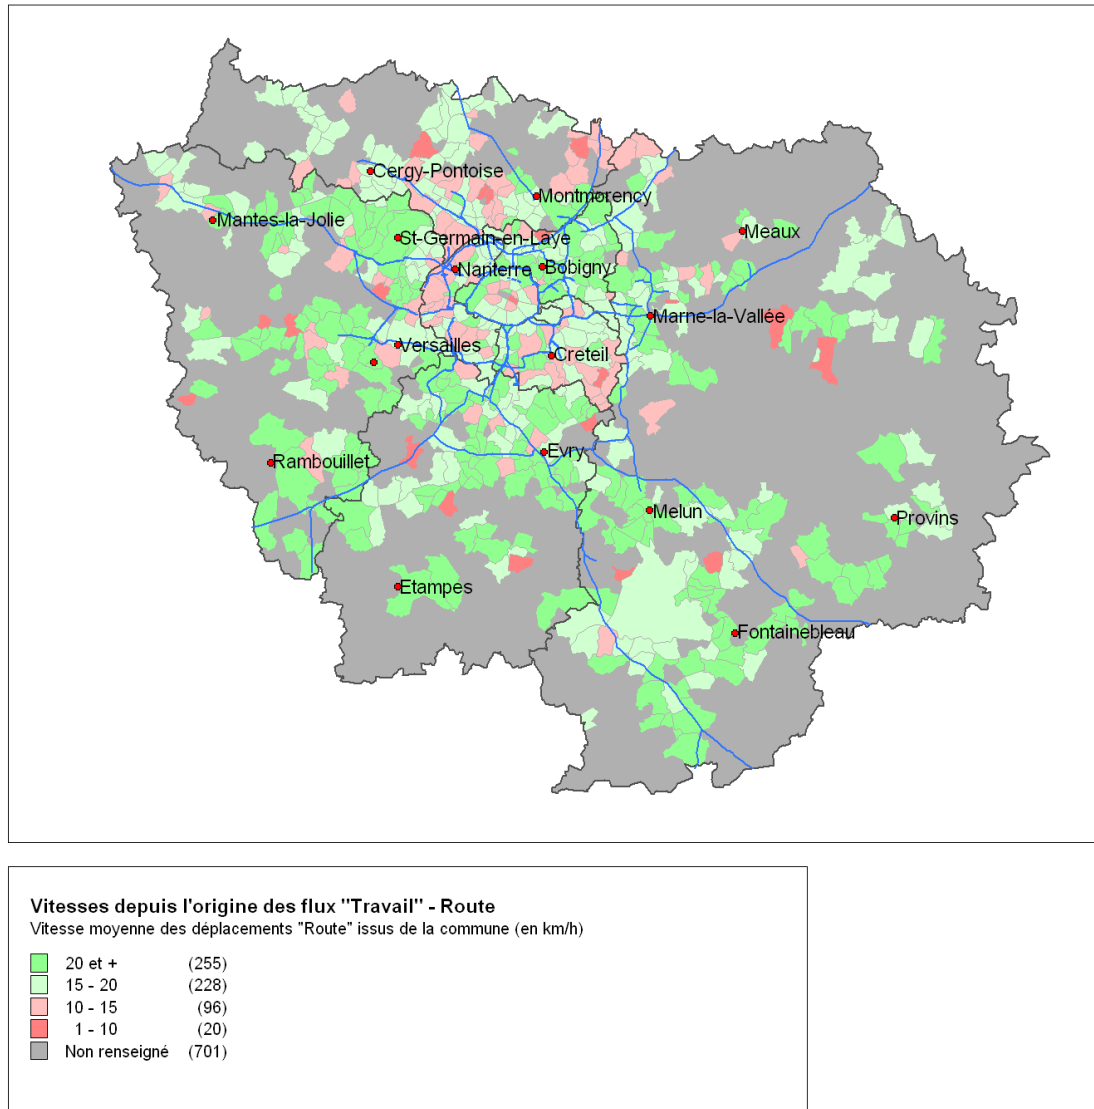 Cergy-Pontoise
Montmorency
Mantes-la-Jolie
St-Germain-en-Laye
Meaux
Nanterre
Bobigny
Marne-la-Vallée
Versailles
Creteil
Evry
Rambouillet
Melun
Provins
Etampes
Fontainebleau
Vitesses depuis l'origine des flux "Travail" - Route
Vitesse moyenne des déplacements "Route" issus de la commune (en km/h)
20 et + (255)
15 - 20 (228)
10 - 15 (96)
1 - 10 (20)
Non renseigné (701)